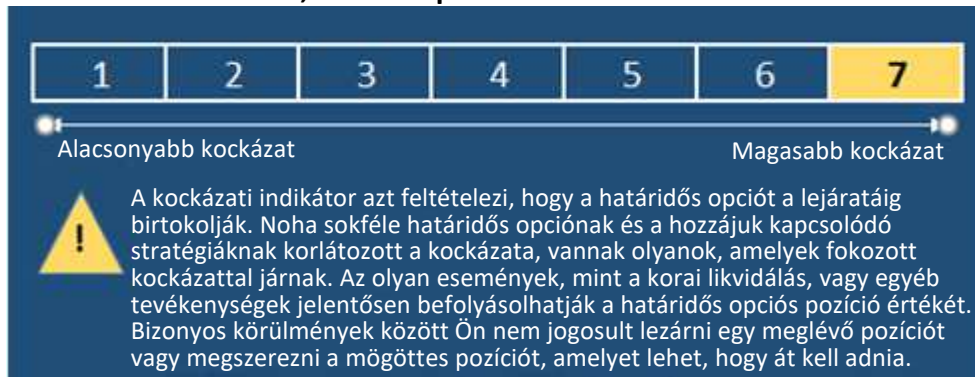 1 2 3 4 5 6 7
Alacsonyabb kockázat Magasabb kockázat
A kockázati indikátor azt feltételezi, hogy a határidős opciót a lejáratáig
birtokolják. Noha sokféle határidős opciónak és a hozzájuk kapcsolódó
stratégiáknak korlátozott a kockázata, vannak olyanok, amelyek fokozott
kockázattal járnak. Az olyan események, mint a korai likvidálás, vagy egyéb
tevékenységek jelentősen befolyásolhatják a határidős opciós pozíció értékét.
Bizonyos körülmények között Ön nem jogosult lezárni egy meglévő pozíciót
vagy megszerezni a mögöttes pozíciót, amelyet lehet, hogy át kell adnia.